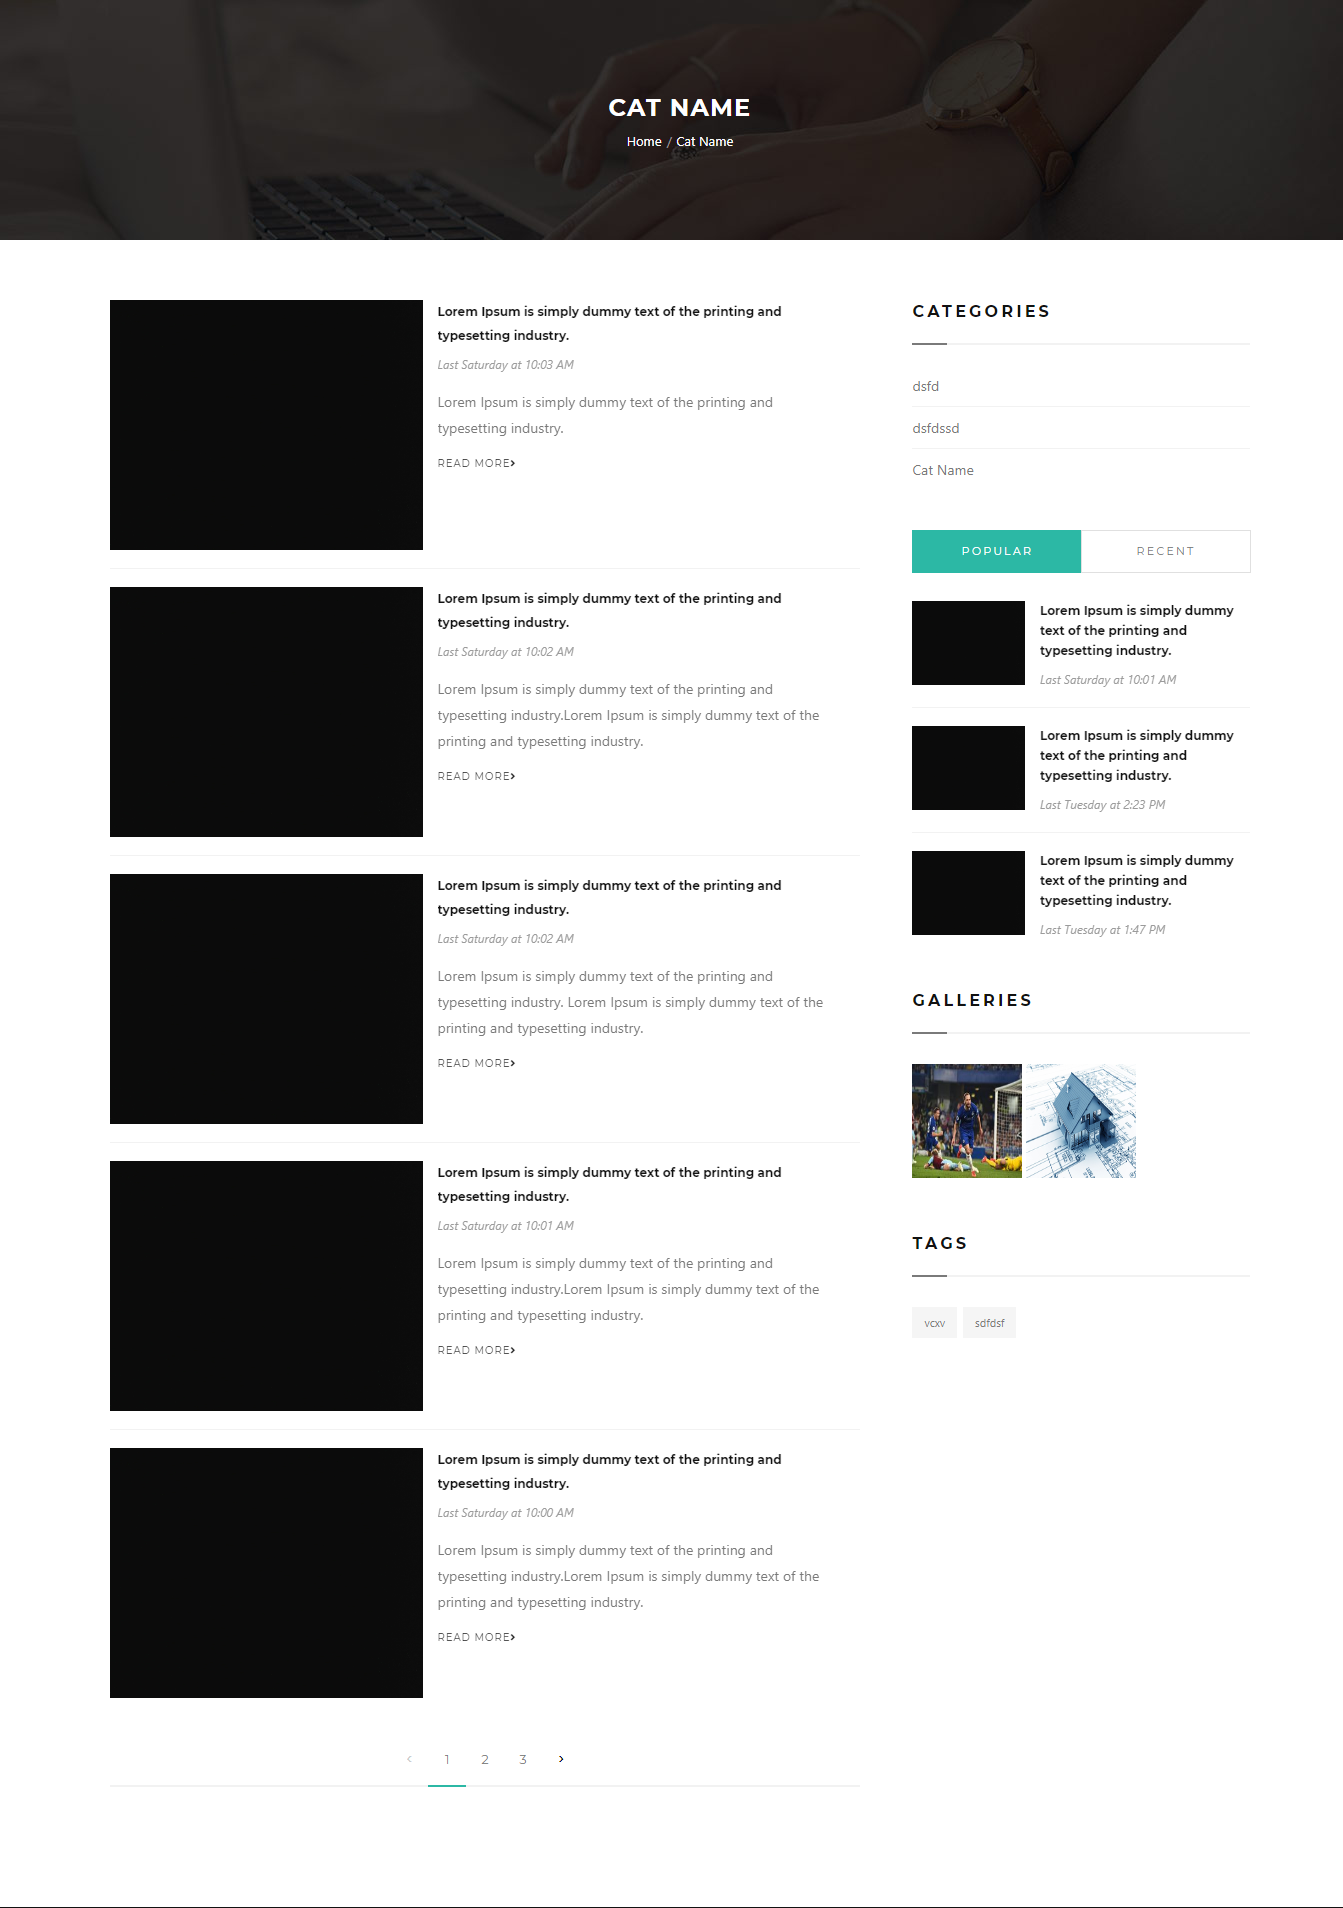 CAT NAME
Home / Cat Name
Lorem Ipsum is simply dummy text of the printing and
typesetting industry.
Last Saturday at 10:03 AM
Lorem Ipsum is simply dummy text of the printing and
typesetting industry.
READ MORE
Lorem Ipsum is simply dummy text of the printing and
typesetting industry.
Last Saturday at 10:02 AM
Lorem Ipsum is simply dummy text of the printing and
typesetting industry.Lorem Ipsum is simply dummy text of the
printing and typesetting industry.
READ MORE
Lorem Ipsum is simply dummy text of the printing and
typesetting industry.
Last Saturday at 10:02 AM
Lorem Ipsum is simply dummy text of the printing and
typesetting industry. Lorem Ipsum is simply dummy text of the
printing and typesetting industry.
READ MORE
Lorem Ipsum is simply dummy text of the printing and
typesetting industry.
Last Saturday at 10:01 AM
Lorem Ipsum is simply dummy text of the printing and
typesetting industry.Lorem Ipsum is simply dummy text of the
printing and typesetting industry.
READ MORE
Lorem Ipsum is simply dummy text of the printing and
typesetting industry.
Last Saturday at 10:00 AM
Lorem Ipsum is simply dummy text of the printing and
typesetting industry.Lorem Ipsum is simply dummy text of the
printing and typesetting industry.
READ MORE
1 2 3
CATEGORIES
dsfd
dsfdssd
Cat Name
POPULAR RECENT
Lorem Ipsum is simply dummy
text of the printing and
typesetting industry.
Last Saturday at 10:01 AM
Lorem Ipsum is simply dummy
text of the printing and
typesetting industry.
Last Tuesday at 2:23 PM
Lorem Ipsum is simply dummy
text of the printing and
typesetting industry.
Last Tuesday at 1:47 PM
GALLERIES
TAGS
vcxv sdfdsf